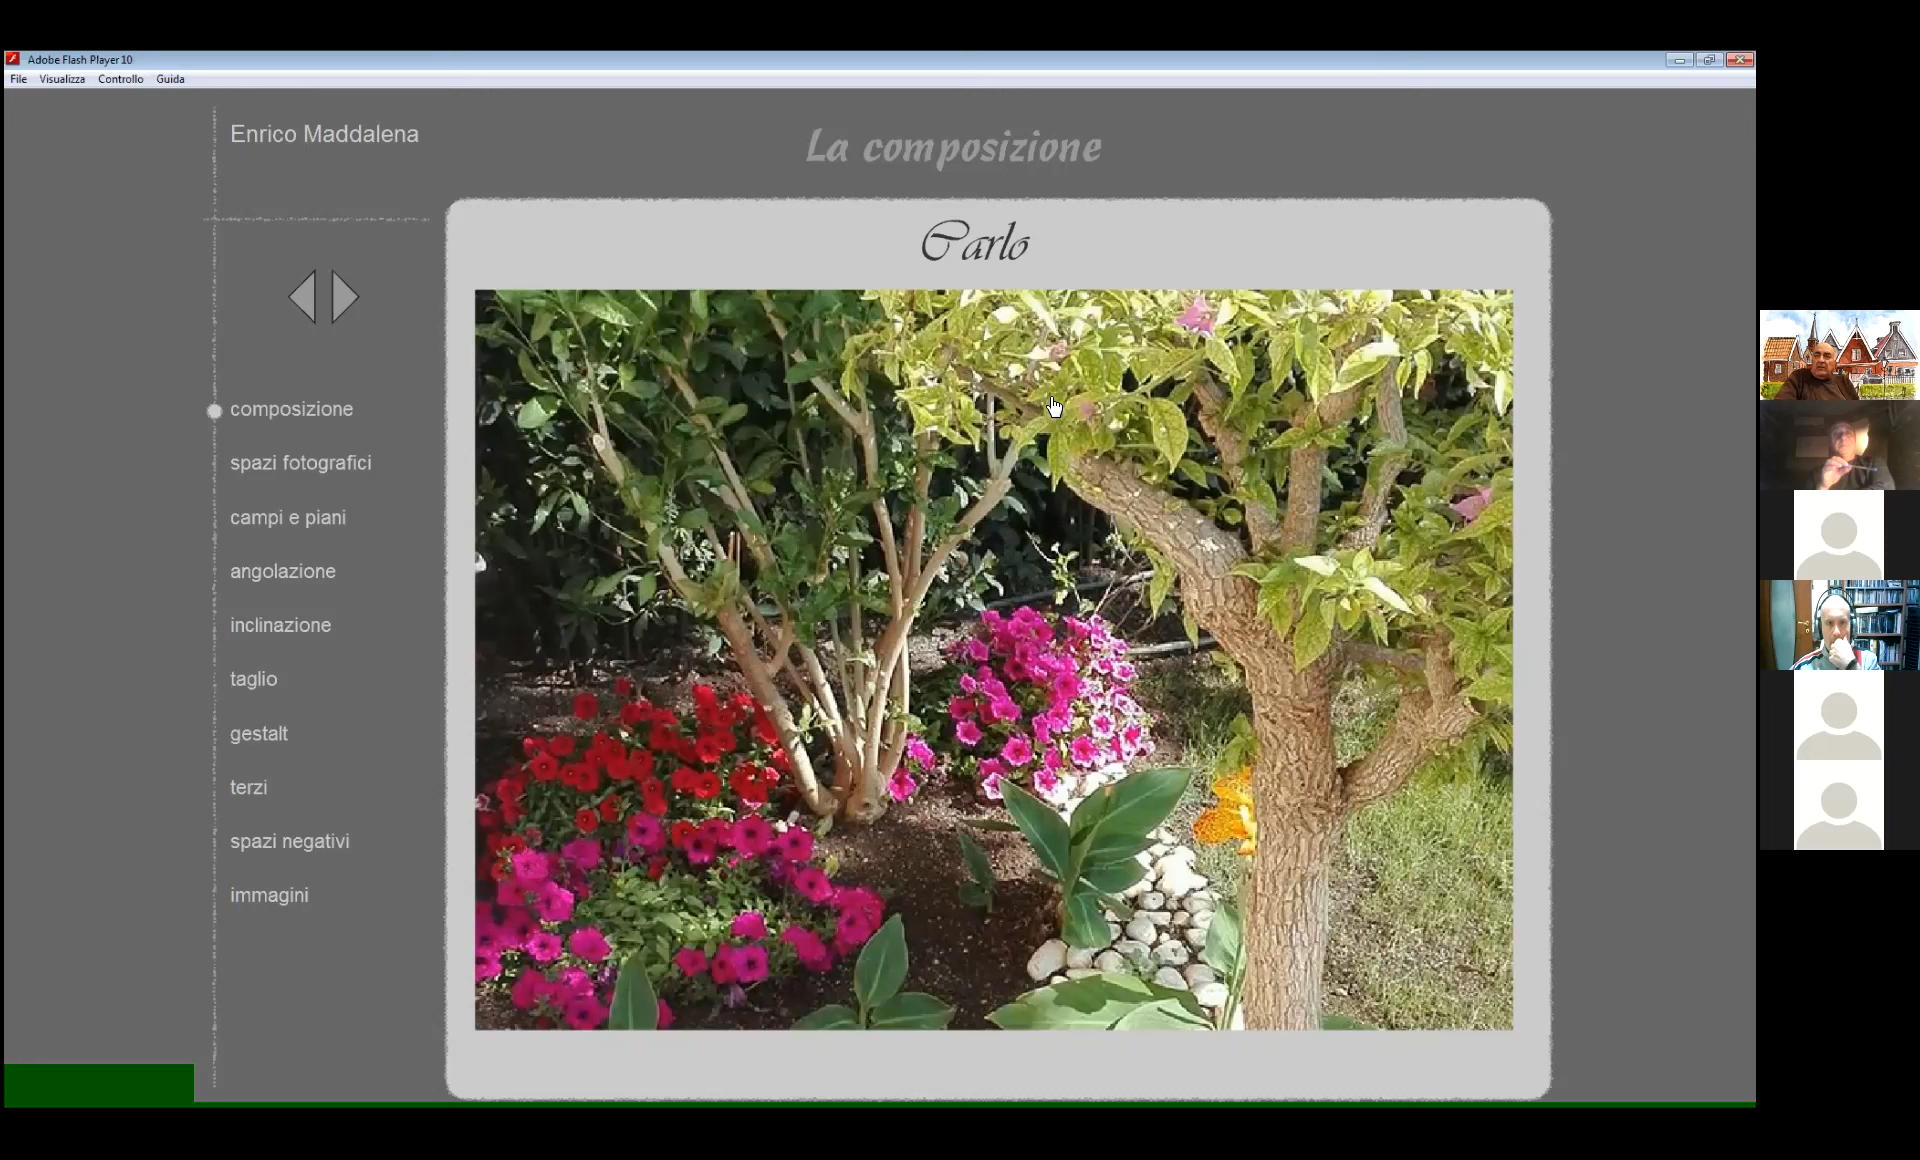 Adobe Flash Player 10
File Visualizza Controllo Guida
Enrico Maddalena
La composizione
Carlo
composizione
spazi fotografici
campi e piani
angolazione
inclinazione
taglio
gestalt
terzi
spazi negativi
immagini